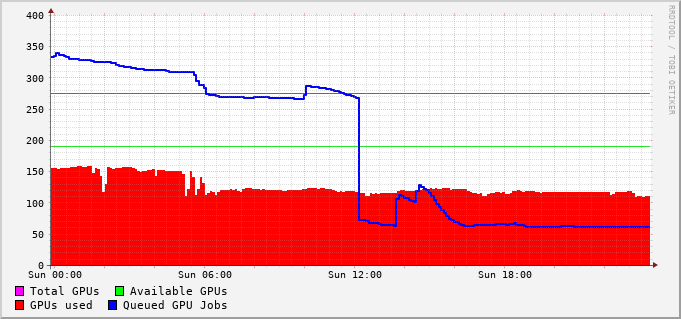 400
350
300
250
200
150
100
50
0
Sun 00:00 Sun 06:00 Sun 12:00 Sun 18:00
Total GPUs Available GPUs
GPUs used Queued GPU Jobs
RRDTOOL / TOBI OETIKER